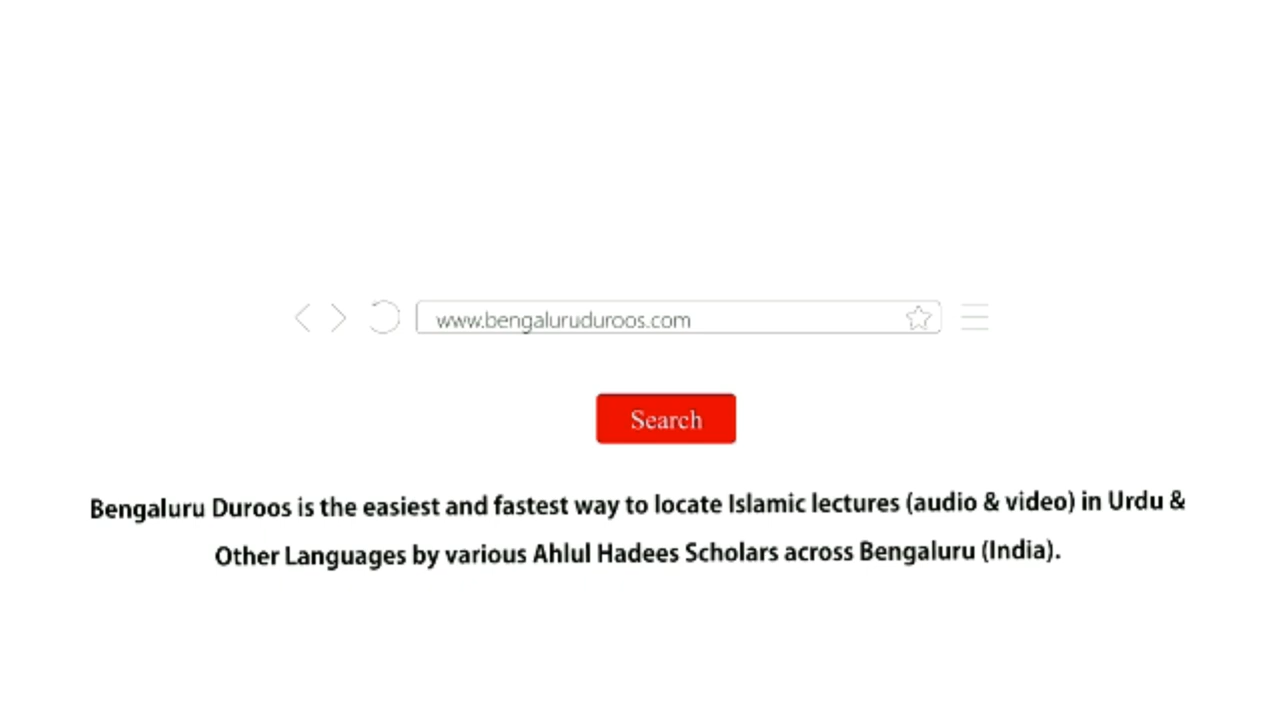 www.bengaluruduroos.com
Search
Bengaluru Duroos is the easiest and fastest way to locate Islamic lectures (audio & video) in Urdu &
Other Languages by various Ahlul Hadees Scholars across Bengaluru (India).